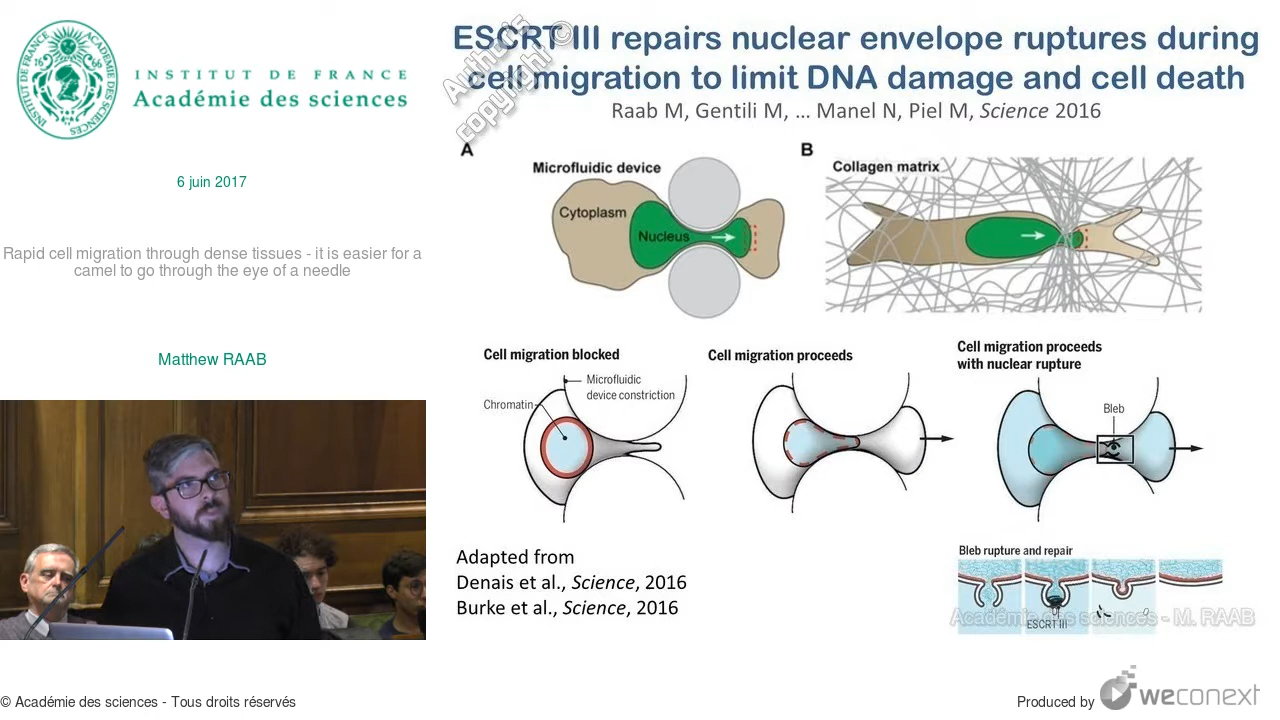 INSTITUT DE FRANCE
Académie des sciences
6 juin 2017
Rapid cell migration through dense tissues - it is easier for a
camel to go through the eye of a needle
Matthew RAAB
ESCRT III repairs nuclear envelope ruptures during
cell migration to limit DNA damage and cell death
Raab M, Gentili M, ... Manel N, Piel M, Science 2016
Author's
copyright ©
A
Microfluidic device
Cytoplasm
Nucleus
B
Collagen matrix
Cell migration blocked
Microfluidic
device constriction
Chromatin
Cell migration proceeds
Cell migration proceeds
with nuclear rupture
Bleb
Adapted from
Denais et al., Science, 2016
Burke et al., Science, 2016
Bleb rupture and repair
ESCRT III
Académie des sciences - M. RAAB
© Académie des sciences - Tous droits réservés
Produced by
weconext